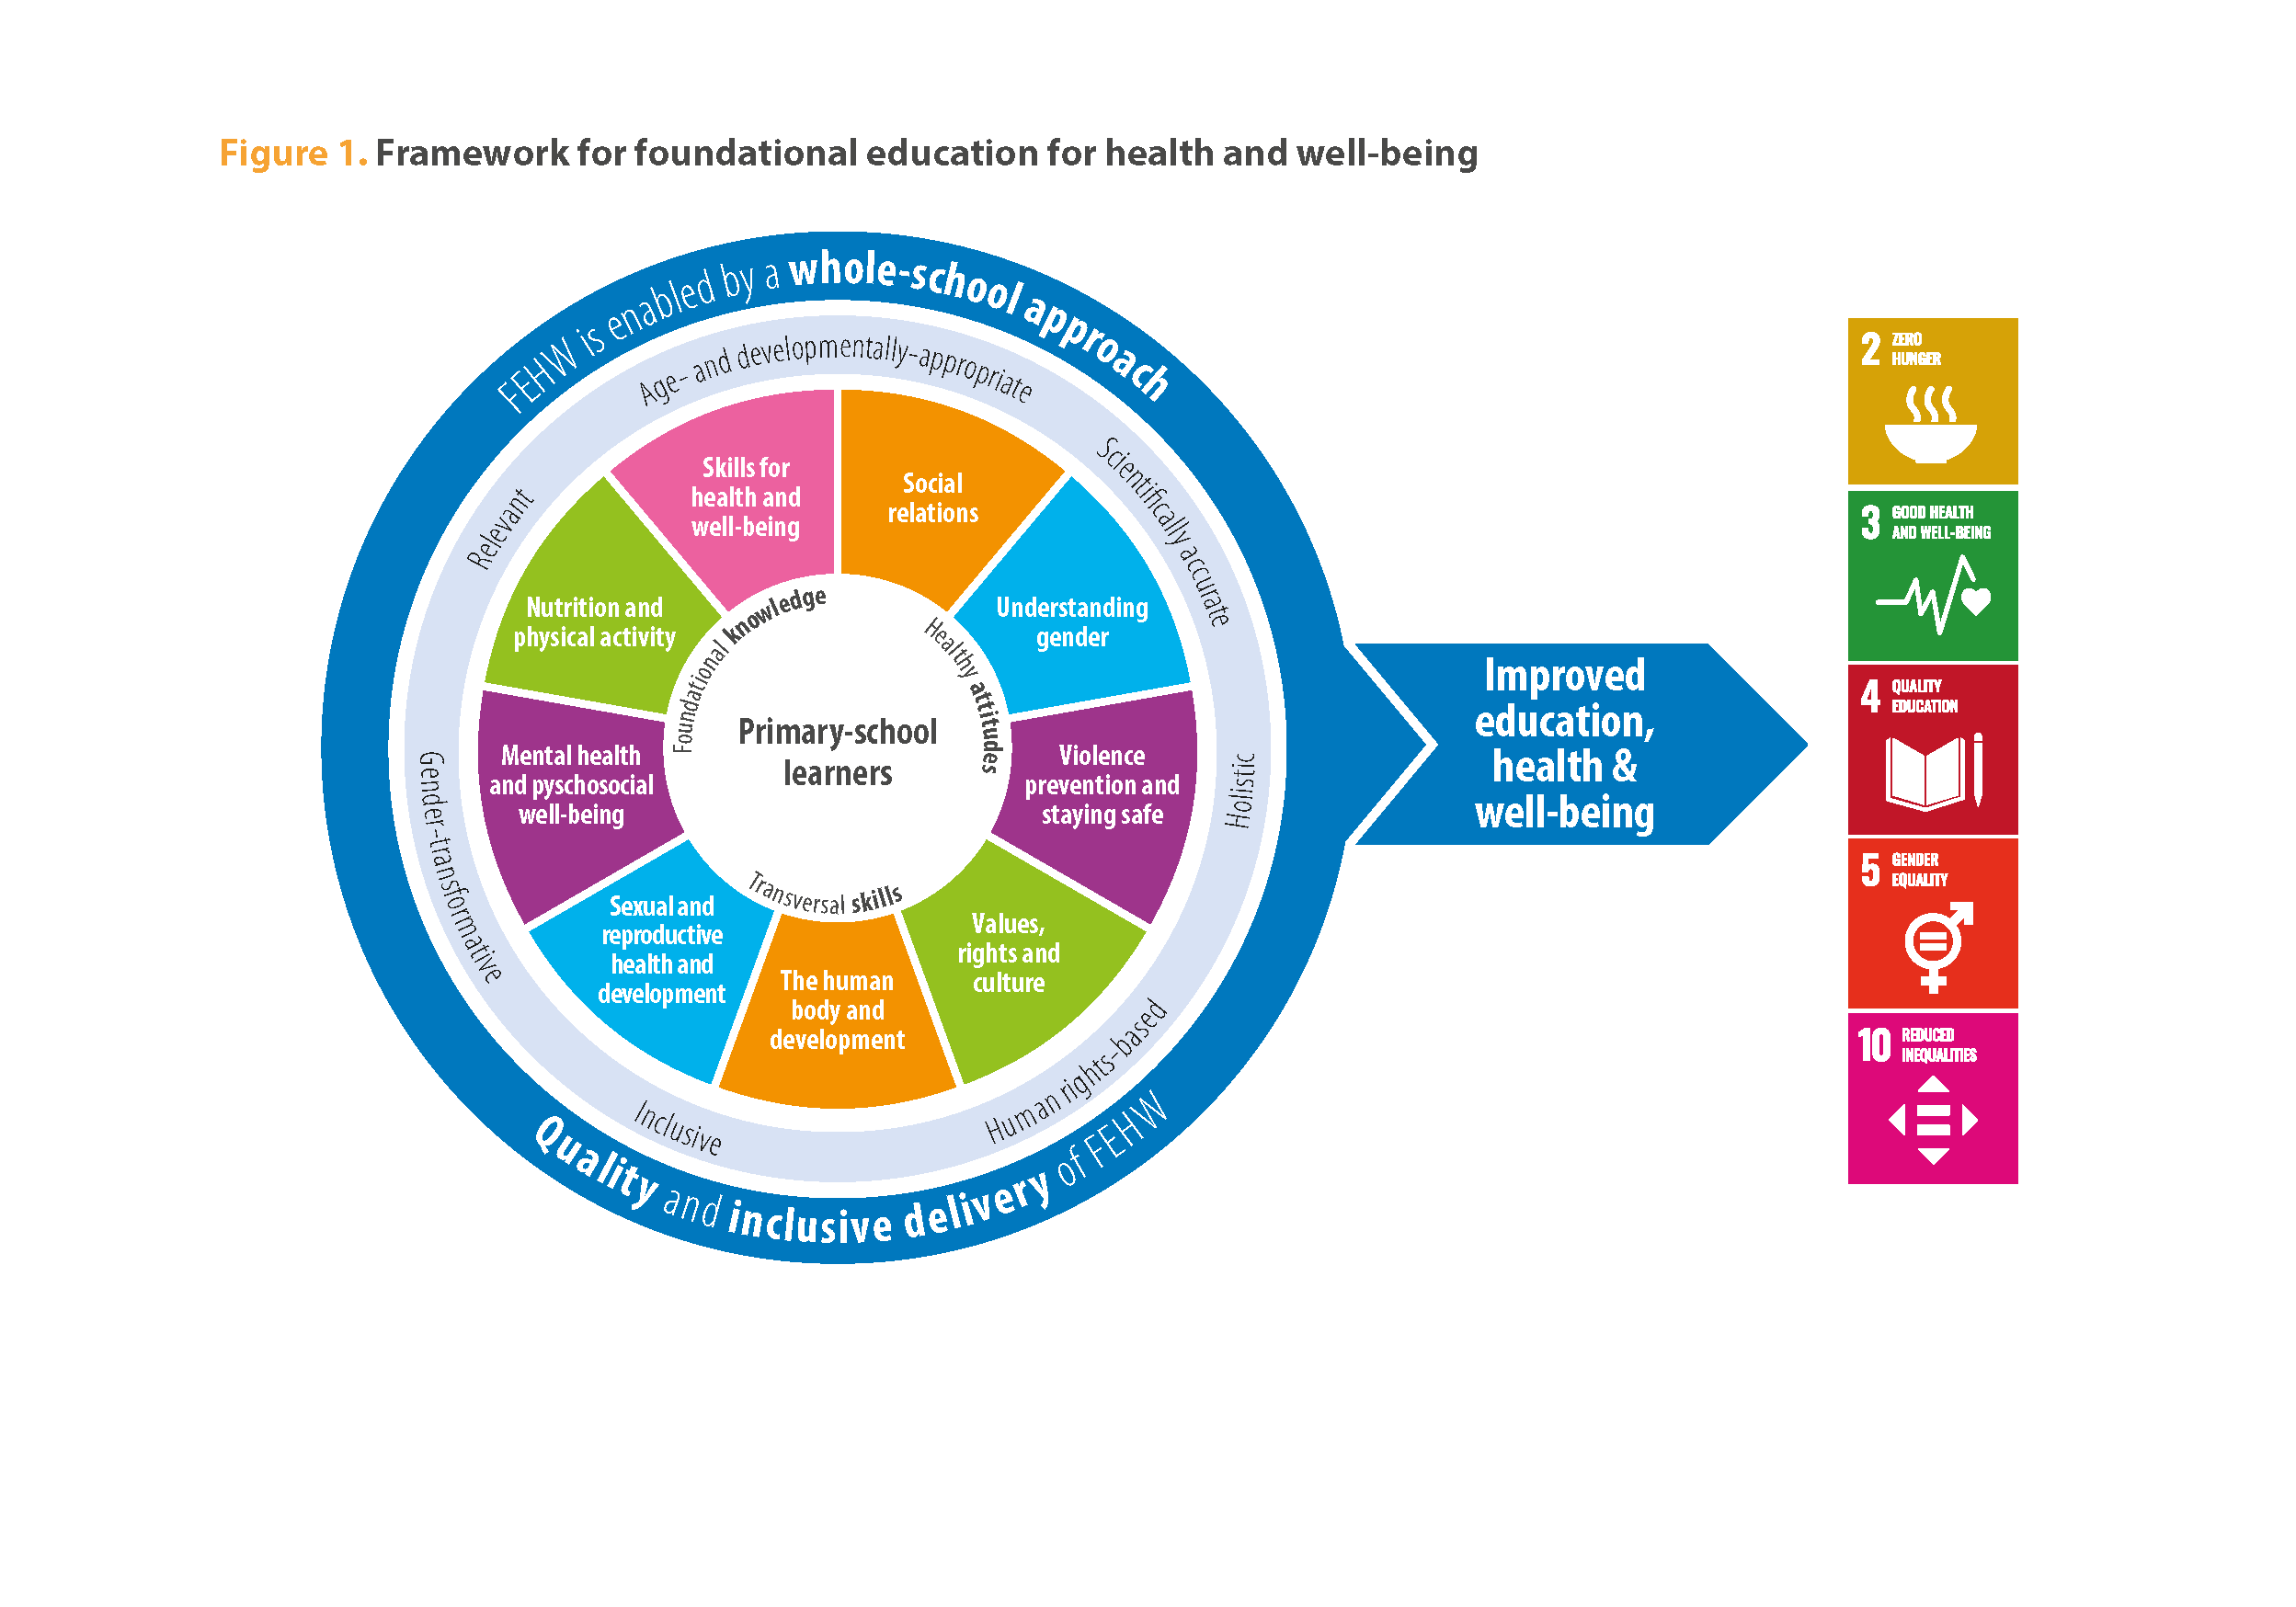 Figure 1. Framework for foundational education for health and well-being
FEHW is enabled by a whole-school approach
Age- and developmentally-appropriate
Scientifically accurate
Holistic
Human rights-based
Inclusive
Gender-transformative
Relevant
Skills for
health and
well-being
Social
relations
Understanding
gender
Violence
prevention and
staying safe
Values,
rights and
culture
The human
body and
development
Sexual and
reproductive
health and
development
Mental health
and pyschosocial
well-being
Nutrition and
physical activity
Foundational knowledge
Healthy attitudes
Transversal skills
Primary-school
learners
Quality and inclusive delivery of FEHW
Improved
education,
health &
well-being
2 ZERO
HUNGER
3 GOOD HEALTH
AND WELL-BEING
4 QUALITY
EDUCATION
5 GENDER
EQUALITY
10 REDUCED
INEQUALITIES